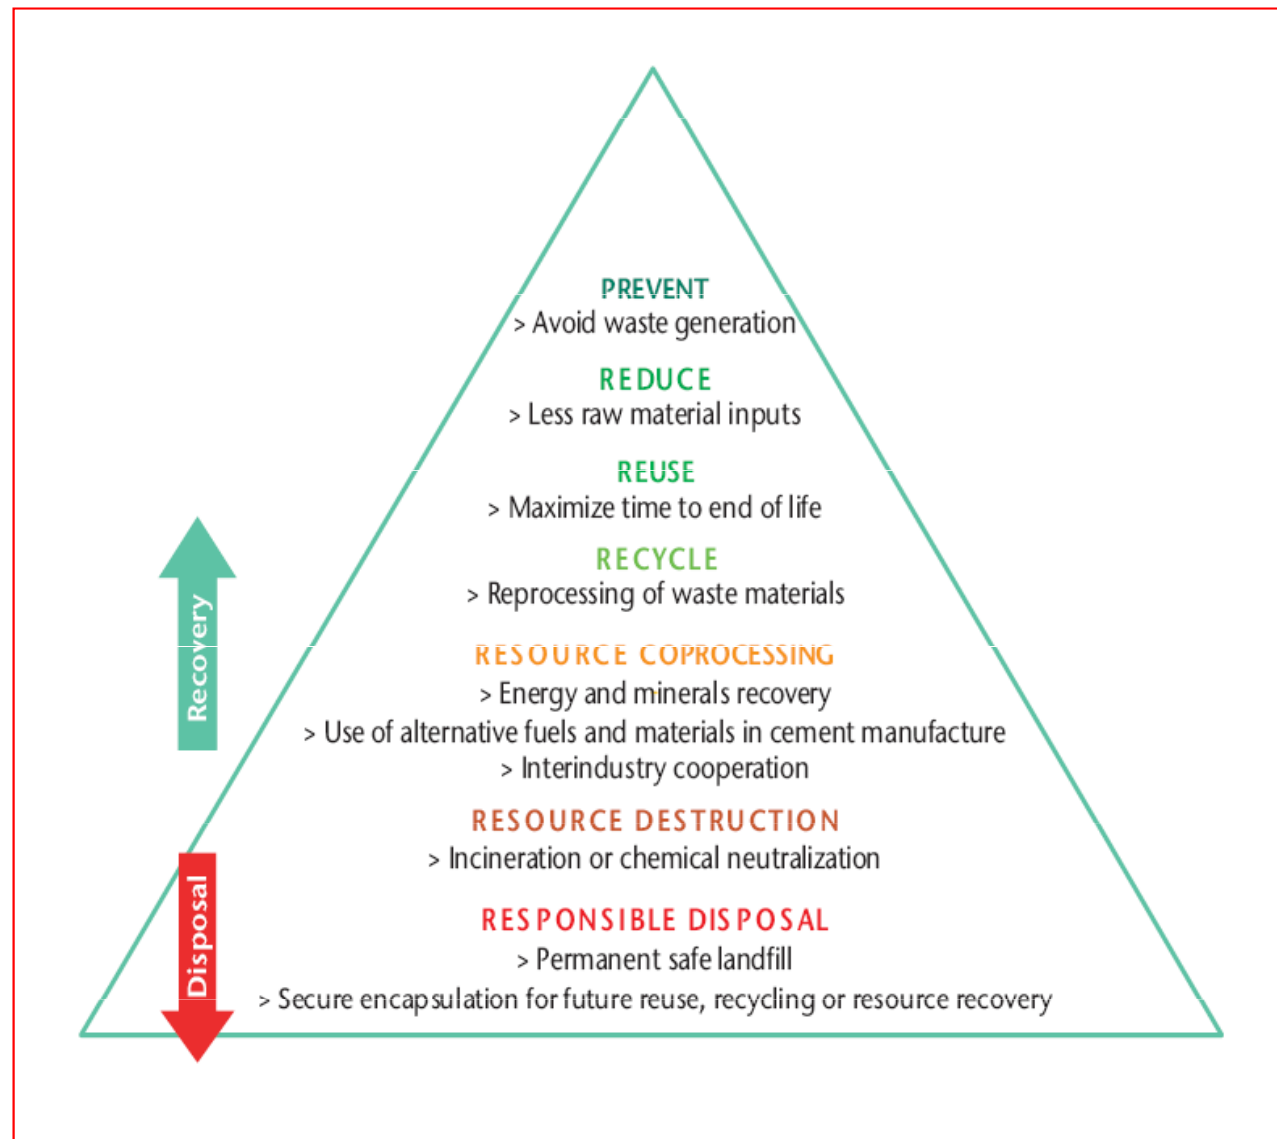 PREVENT
> Avoid waste generation
REDUCE
> Less raw material inputs
REUSE
> Maximize time to end of life
RECYCLE
> Reprocessing of waste materials
RESOURCE COPROCESSING
> Energy and minerals recovery
> Use of alternative fuels and materials in cement manufacture
> Interindustry cooperation
RESOURCE DESTRUCTION
> Incineration or chemical neutralization
RESPONSIBLE DISPOSAL
> Permanent safe landfill
> Secure encapsulation for future reuse, recycling or resource recovery
Recovery
Disposal